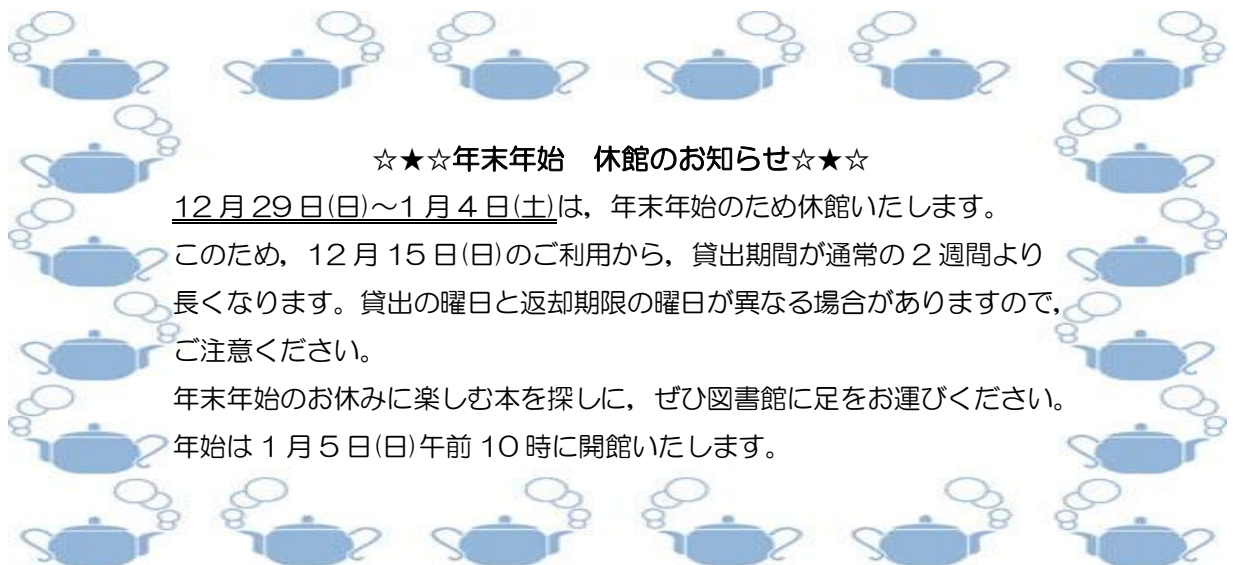 ☆★☆年末年始　休館のお知らせ☆★☆
12月29日(日)～1月4日(土)は，年末年始のため休館いたします。
このため，12月15日(日)のご利用から，貸出期間が通常の2週間より
長くなります。貸出の曜日と返却期限の曜日が異なる場合がありますので，
ご注意ください。
年末年始のお休みに楽しむ本を探しに，ぜひ図書館に足をお運びください。
年始は1月5日(日)午前10時に開館いたします。